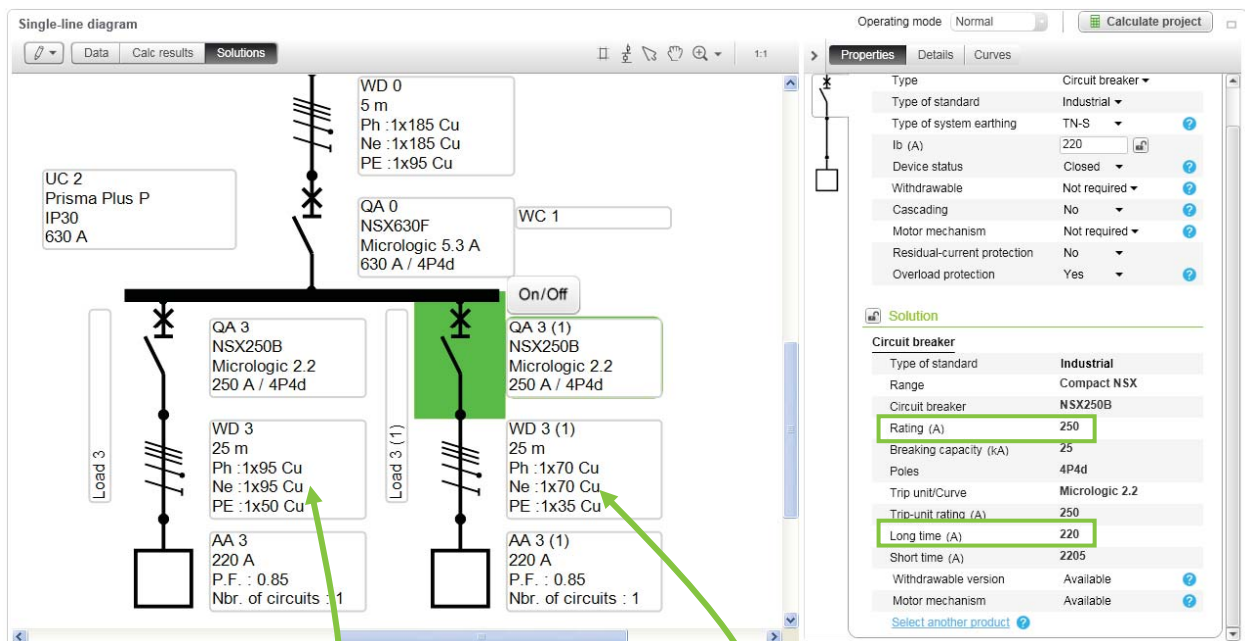 Single-line diagram
Operating mode Normal Calculate project
Data Calc results Solutions 1:1
Properties Details Curves
WD 0
5 m
Ph :1x185 Cu
Ne :1x185 Cu
PE :1x95 Cu
UC 2
Prisma Plus P
IP30
630 A
QA 0
NSX630F
Micrologic 5.3 A
630 A / 4P4d
WC 1
On/Off
Load 3
QA 3
NSX250B
Micrologic 2.2
250 A / 4P4d
WD 3
25 m
Ph :1x95 Cu
Ne :1x95 Cu
PE :1x50 Cu
AA 3
220 A
P.F. : 0.85
Nbr. of circuits : 1
Load 3 (1)
QA 3 (1)
NSX250B
Micrologic 2.2
250 A / 4P4d
WD 3 (1)
25 m
Ph :1x70 Cu
Ne :1x70 Cu
PE :1x35 Cu
AA 3 (1)
220 A
P.F. : 0.85
Nbr. of circuits : 1
Type Circuit breaker
Type of standard Industrial
Type of system earthing TN-S ?
Ib (A) 220
Device status Closed ?
Withdrawable Not required ?
Cascading No ?
Motor mechanism Not required ?
Residual-current protection No
Overload protection Yes ?
Solution
Circuit breaker
Type of standard Industrial
Range Compact NSX
Circuit breaker NSX250B
Rating (A) 250
Breaking capacity (kA) 25
Poles 4P4d
Trip unit/Curve Micrologic 2.2
Trip-unit rating (A) 250
Long time (A) 220
Short time (A) 2205
Withdrawable version Available ?
Motor mechanism Available ?
Select another product ?